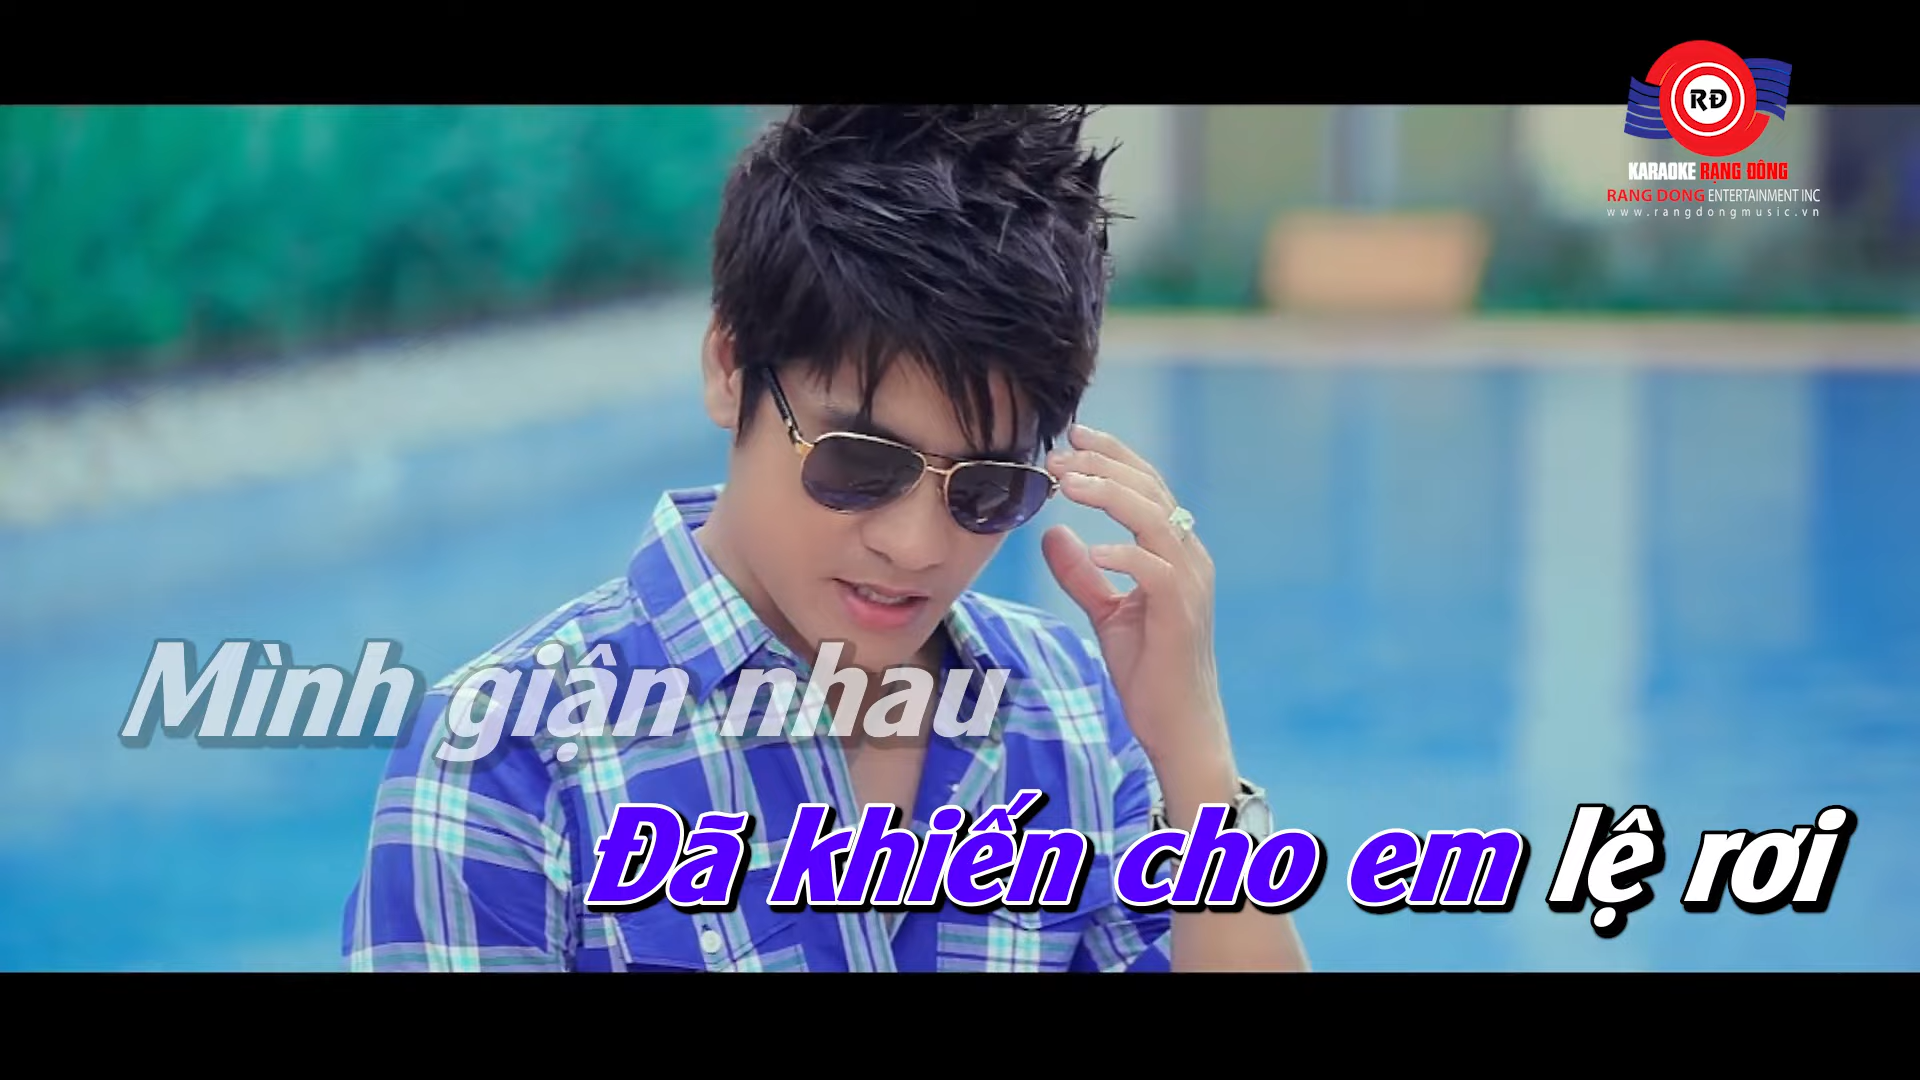 RĐ
KARAOKE RẠNG ĐÔNG
RANG DONG ENTERTAINMENT INC
www.rangdongmusic.vn
Mình giận nhau
Đã khiến cho em lệ rơi